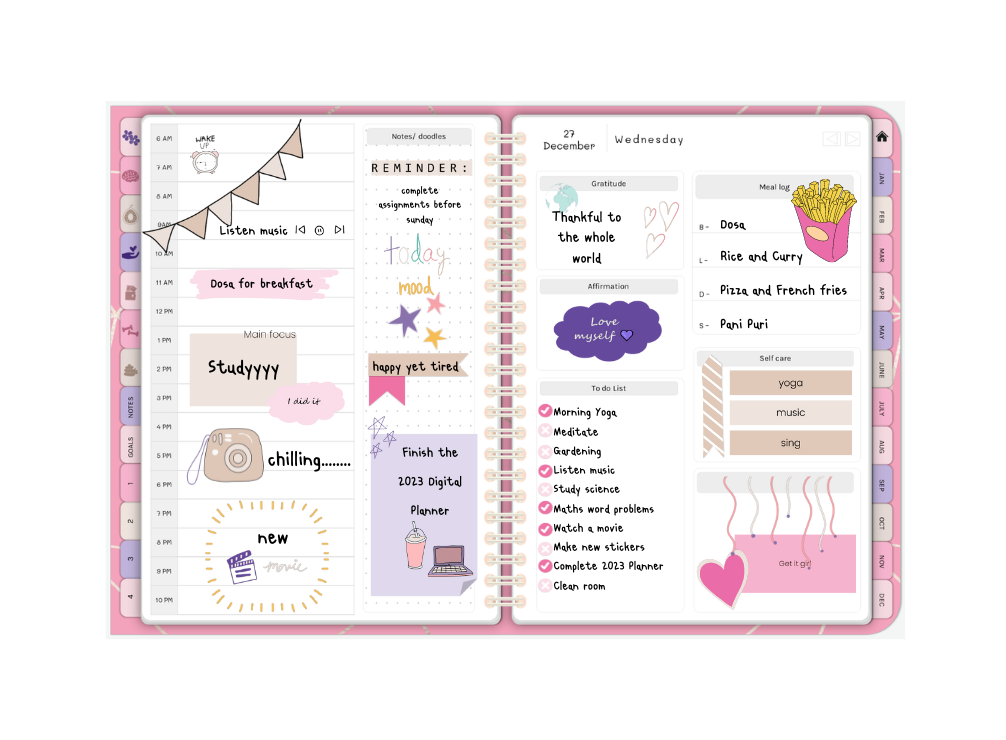 6 AM
WAKE
UP
7 AM
8 AM
9AM
Listen music
10 AM
11 AM
Dosa for breakfast
12 PM
1 PM
Main focus
2 PM
Studyyyy
3 PM
I did it
4 PM
5 PM
chilling........
6 PM
7 PM
new
8 PM
movie
9 PM
10 PM
Notes/ doodles
REMINDER:
complete
assignments before
sunday
today
mood
happy yet tired
Finish the
2023 Digital
Planner
27
December
Wednesday
Gratitude
Thankful to
the whole
world
Affirmation
Love
myself
To do List
Morning Yoga
Meditate
Gardening
Listen music
Study science
Maths word problems
Watch a movie
Make new stickers
Complete 2023 Planner
Clean room
Meal log
B- Dosa
L- Rice and Curry
D- Pizza and French fries
S- Pani Puri
Self care
yoga
music
sing
Get it girl
NOTES
GOALS
1
2
3
4
JAN
FEB
MAR
APR
MAY
JUNE
JULY
AUG
SEP
OCT
NOV
DEC